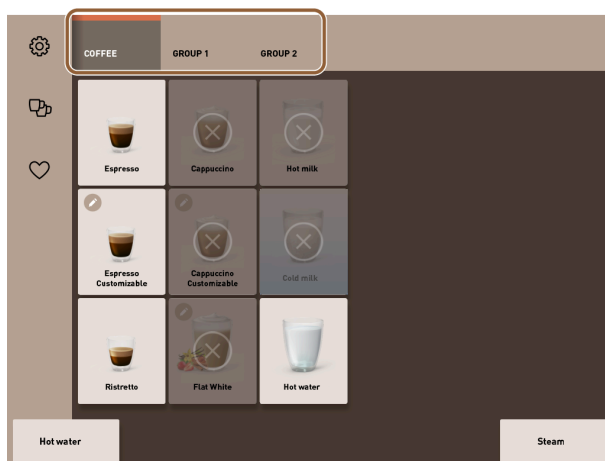 COFFEE
GROUP 1
GROUP 2
Espresso
Cappuccino
Hot milk
Espresso
Customizable
Cappuccino
Customizable
Cold milk
Ristretto
Flat White
Hot water
Hot water
Steam